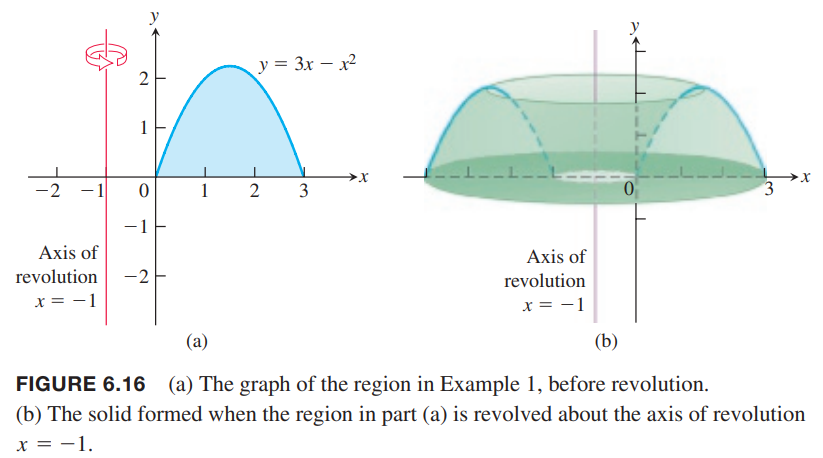 y
y = 3x − x²
2
1
x
−2 −1 0 1 2 3
−1
−2
Axis of
revolution
x = −1
(a)
y
x
0
3
Axis of
revolution
x = −1
(b)
FIGURE 6.16 (a) The graph of the region in Example 1, before revolution.
(b) The solid formed when the region in part (a) is revolved about the axis of revolution
x = −1.